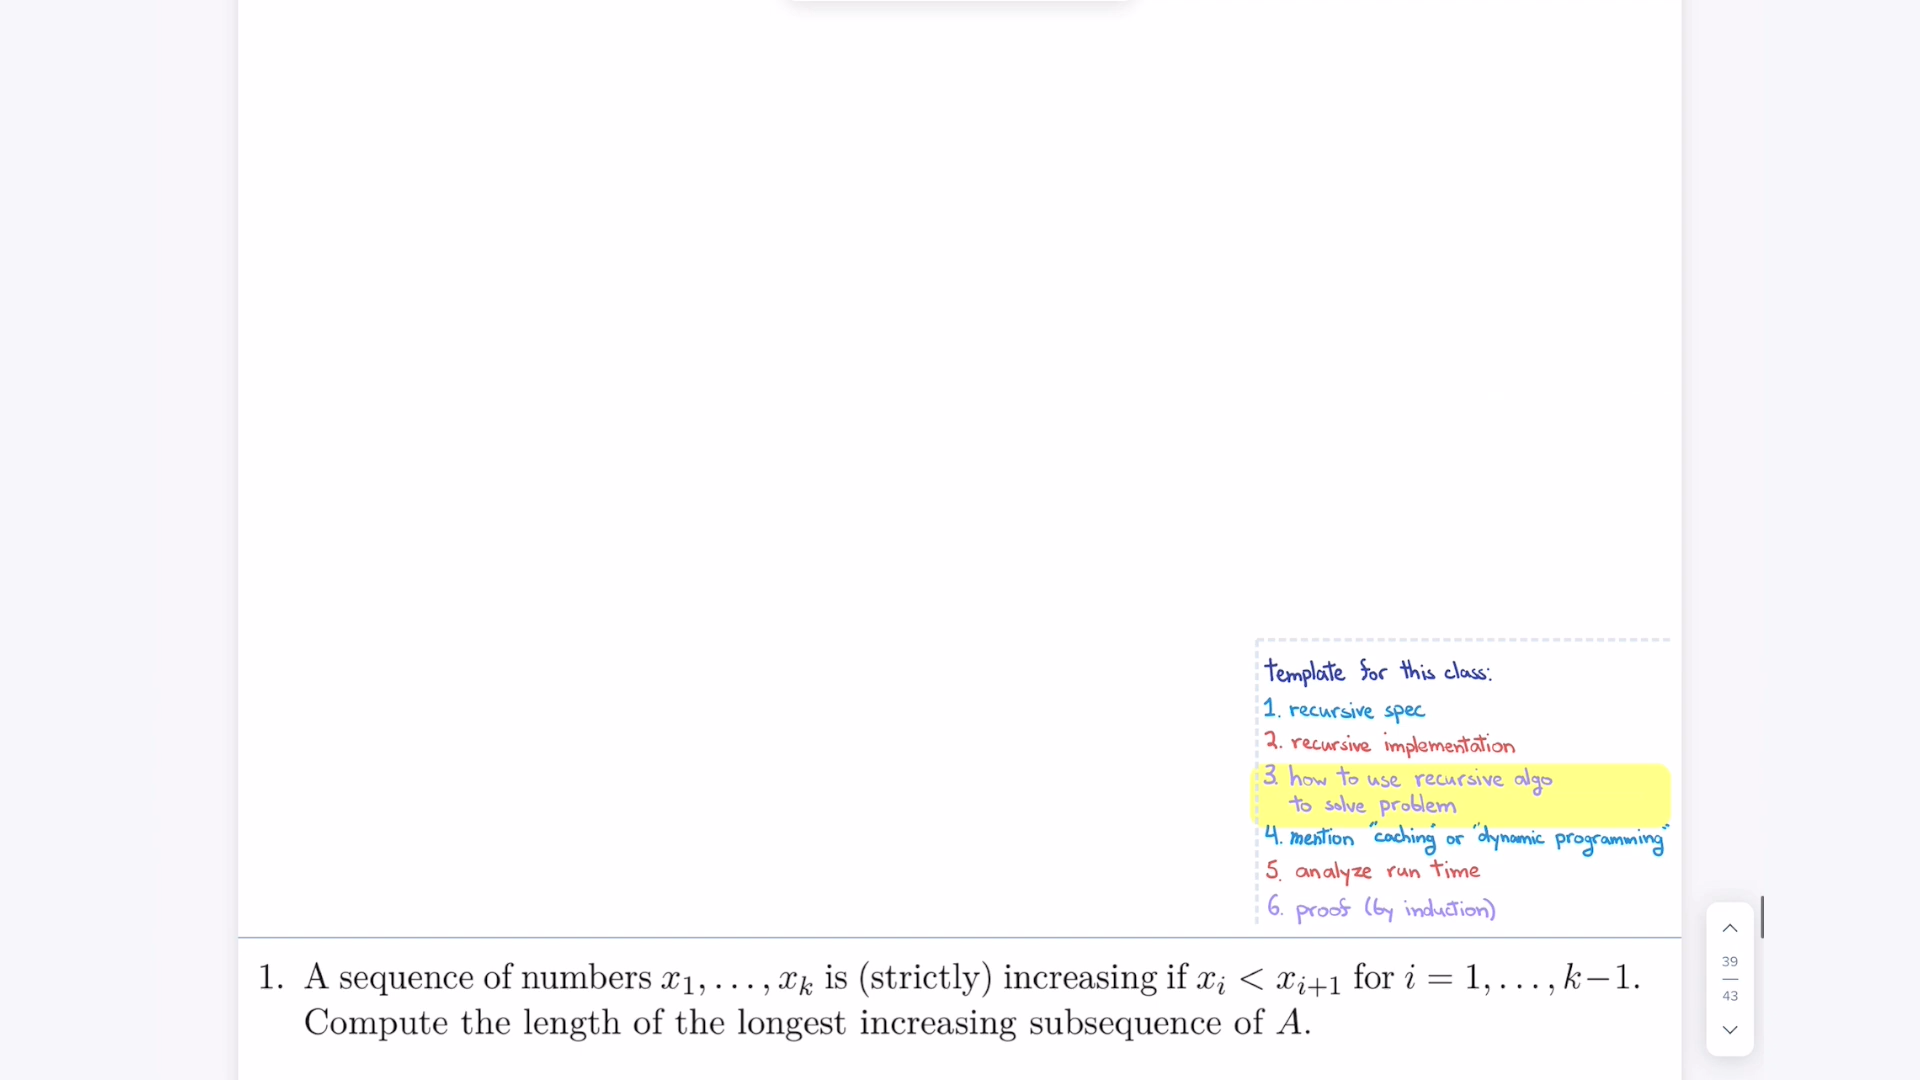 template for this class:
1. recursive spec
2. recursive implementation
3. how to use recursive algo
to solve problem
4. mention "caching" or "dynamic programming"
5. analyze run time
6. proof (by induction)
39
43
1. A sequence of numbers x₁, . . . , xₖ is (strictly) increasing if xᵢ < xᵢ₊₁ for i = 1, . . . , k−1.
Compute the length of the longest increasing subsequence of A.